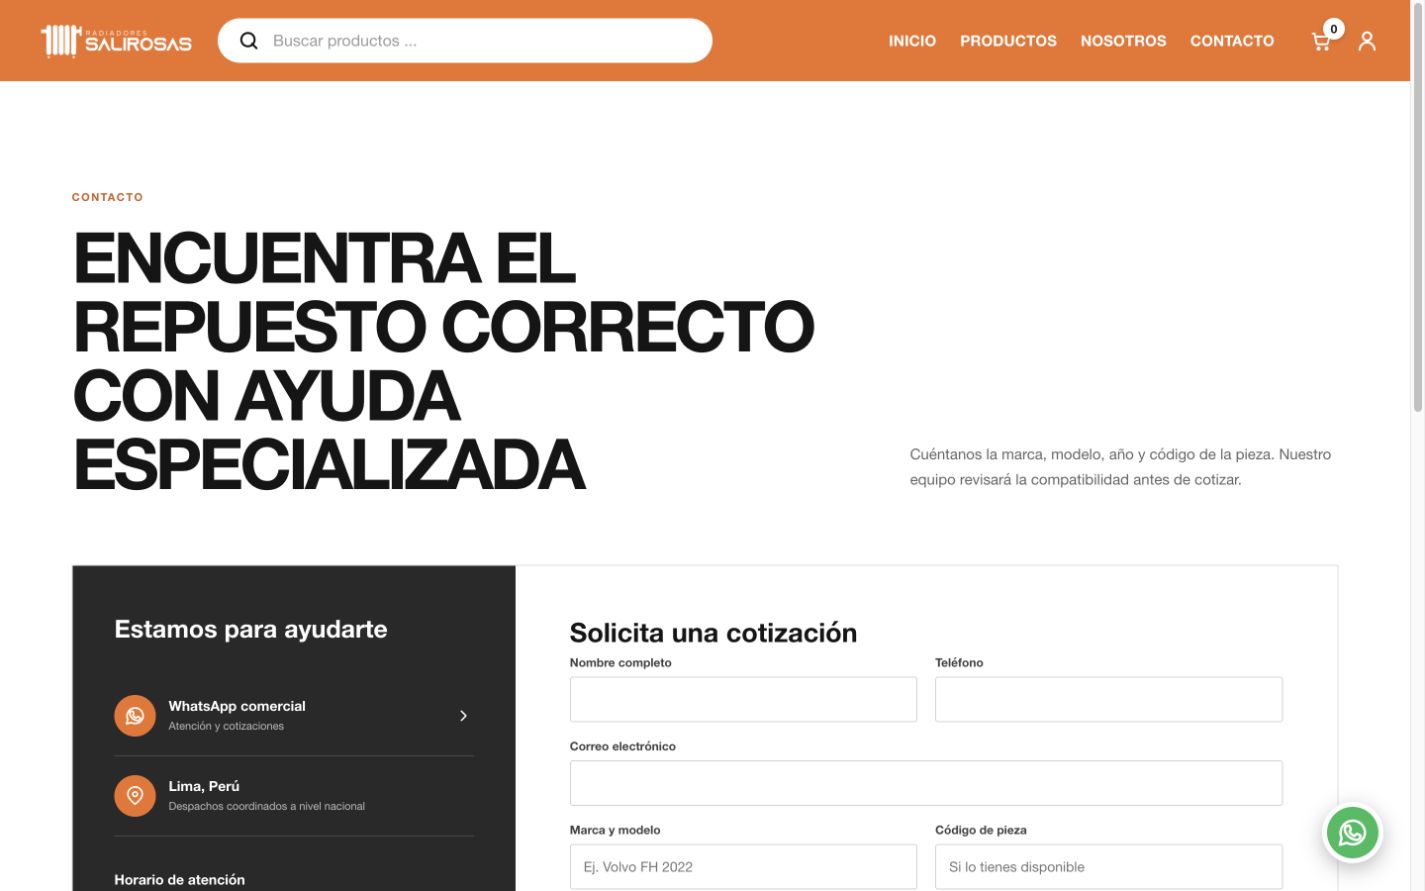 RADIADORES
SALIROSAS
Buscar productos ...
INICIO
PRODUCTOS
NOSOTROS
CONTACTO
0
CONTACTO
ENCUENTRA EL
REPUESTO CORRECTO
CON AYUDA
ESPECIALIZADA
Cuéntanos la marca, modelo, año y código de la pieza. Nuestro
equipo revisará la compatibilidad antes de cotizar.
Estamos para ayudarte
WhatsApp comercial
Atención y cotizaciones
Lima, Perú
Despachos coordinados a nivel nacional
Horario de atención
Solicita una cotización
Nombre completo
Teléfono
Correo electrónico
Marca y modelo
Código de pieza
Ej. Volvo FH 2022
Si lo tienes disponible